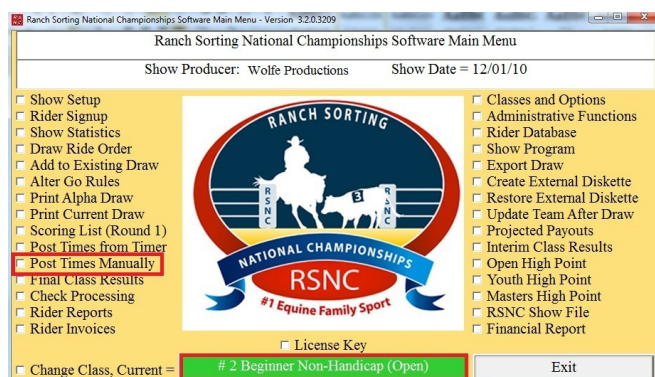 Ranch Sorting National Championships Software Main Menu - Version 3.2.0.3209
Ranch Sorting National Championships Software Main Menu
Show Producer: Wolfe Productions Show Date = 12/01/10
Show Setup
Rider Signup
Show Statistics
Draw Ride Order
Add to Existing Draw
Alter Go Rules
Print Alpha Draw
Print Current Draw
Scoring List (Round 1)
Post Times from Timer
Post Times Manually
Final Class Results
Check Processing
Rider Reports
Rider Invoices
RANCH SORTING
RSNC
3
RSNC
NATIONAL CHAMPIONSHIPS
RSNC
#1 Equine Family Sport
Classes and Options
Administrative Functions
Rider Database
Show Program
Export Draw
Create External Diskette
Restore External Diskette
Update Team After Draw
Projected Payouts
Interim Class Results
Open High Point
Youth High Point
Masters High Point
RSNC Show File
Financial Report
License Key
Change Class, Current = # 2 Beginner Non-Handicap (Open) Exit